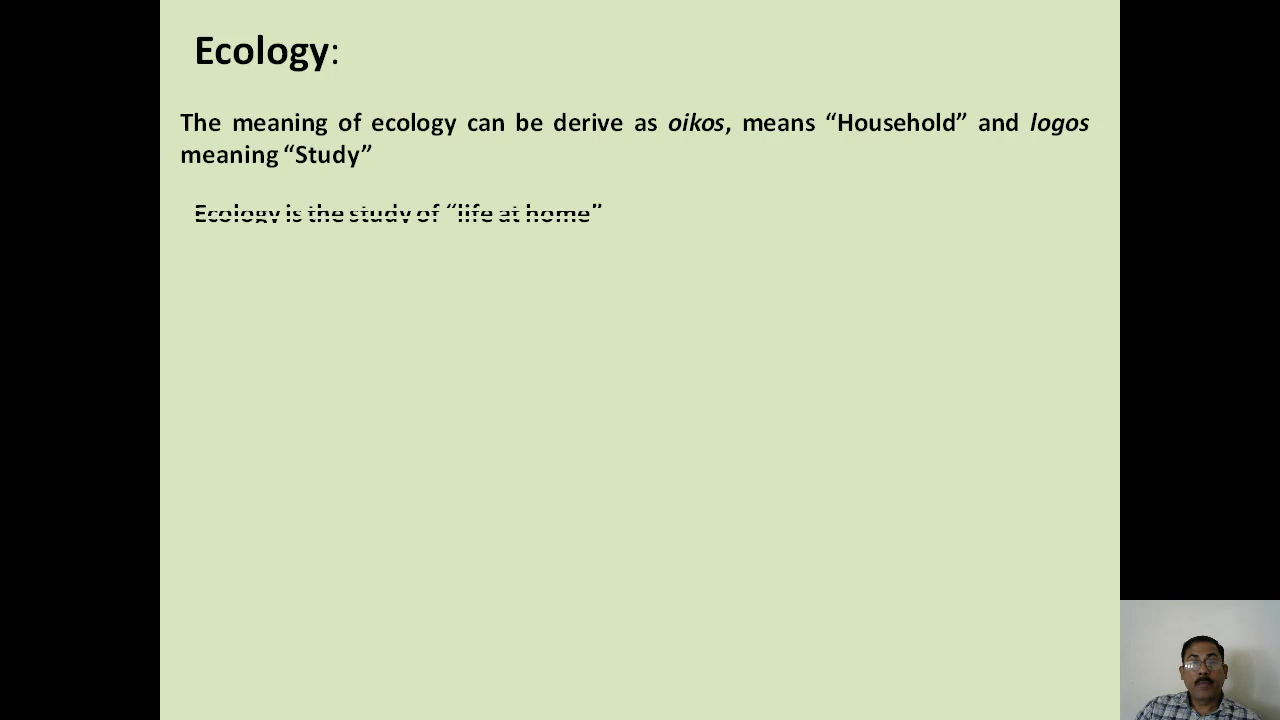 Ecology:
The meaning of ecology can be derive as oikos, means “Household” and logos
meaning “Study”
Ecology is the study of “life at home”